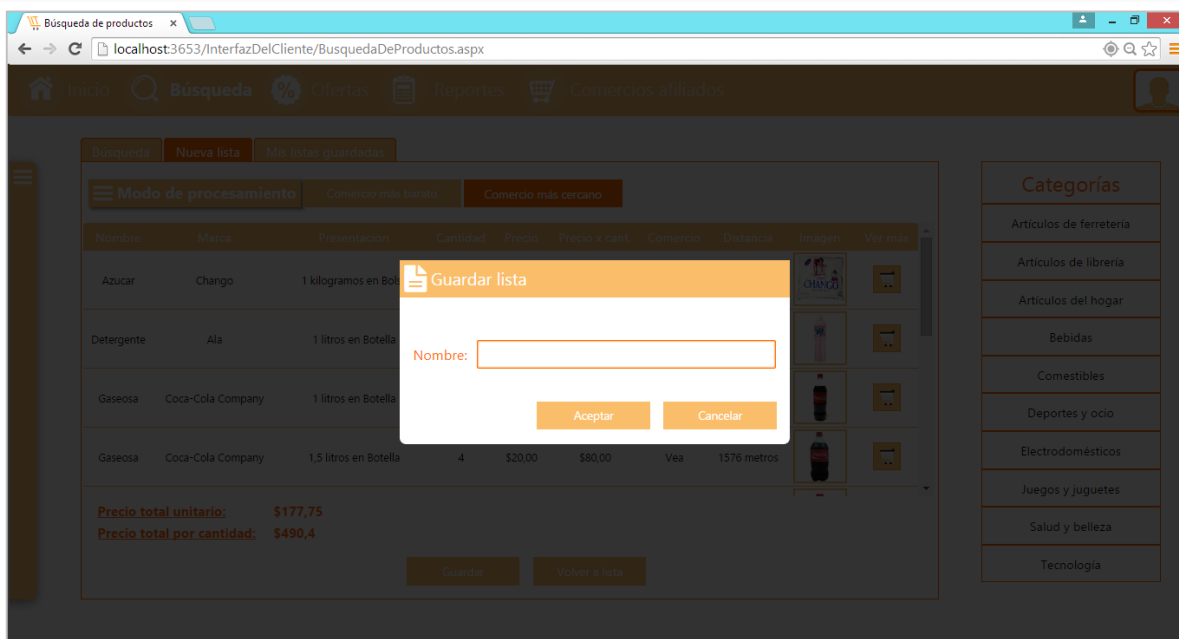 Búsqueda de productos
localhost:3653/InterfazDelCliente/BusquedaDeProductos.aspx
Inicio Búsqueda Ofertas Reportes Comercios afiliados
Búsqueda Nueva lista Mis listas guardadas
Modo de procesamiento Comercio más barato Comercio más cercano
Nombre Marca Presentación Cantidad Precio Precio x cant. Comercio Distancia Imagen Ver más
Azucar Chango 1 kilogramos en
CHANGO
Detergente Ala 1 litros en Botella
Gaseosa Coca-Cola Company 1 litros en Botella
Gaseosa Coca-Cola Company 1,5 litros en Botella 4 $20,00 $80,00 Vea 1576 metros
Guardar lista
Nombre:
Aceptar Cancelar
Precio total unitario: $177,75
Precio total por cantidad: $490,4
Guardar Volver a lista
Categorías
Artículos de ferretería
Artículos de librería
Artículos del hogar
Bebidas
Comestibles
Deportes y ocio
Electrodomésticos
Juegos y juguetes
Salud y belleza
Tecnología